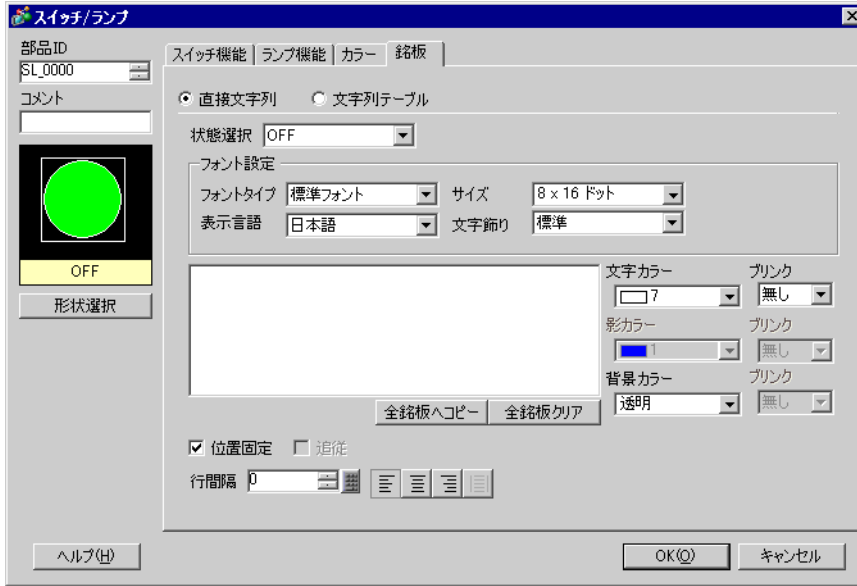 スイッチ/ランプ
部品ID
SL_0000
コメント
OFF
形状選択
スイッチ機能 ランプ機能 カラー 銘板
直接文字列 文字列テーブル
状態選択 OFF
フォント設定
フォントタイプ 標準フォント サイズ 8 x 16 ドット
表示言語 日本語 文字飾り 標準
文字カラー ブリンク
7 無し
影カラー ブリンク
1 無し
背景カラー ブリンク
透明 無し
全銘板へコピー 全銘板クリア
位置固定 追従
行間隔 0
ヘルプ(H) OK(O) キャンセル